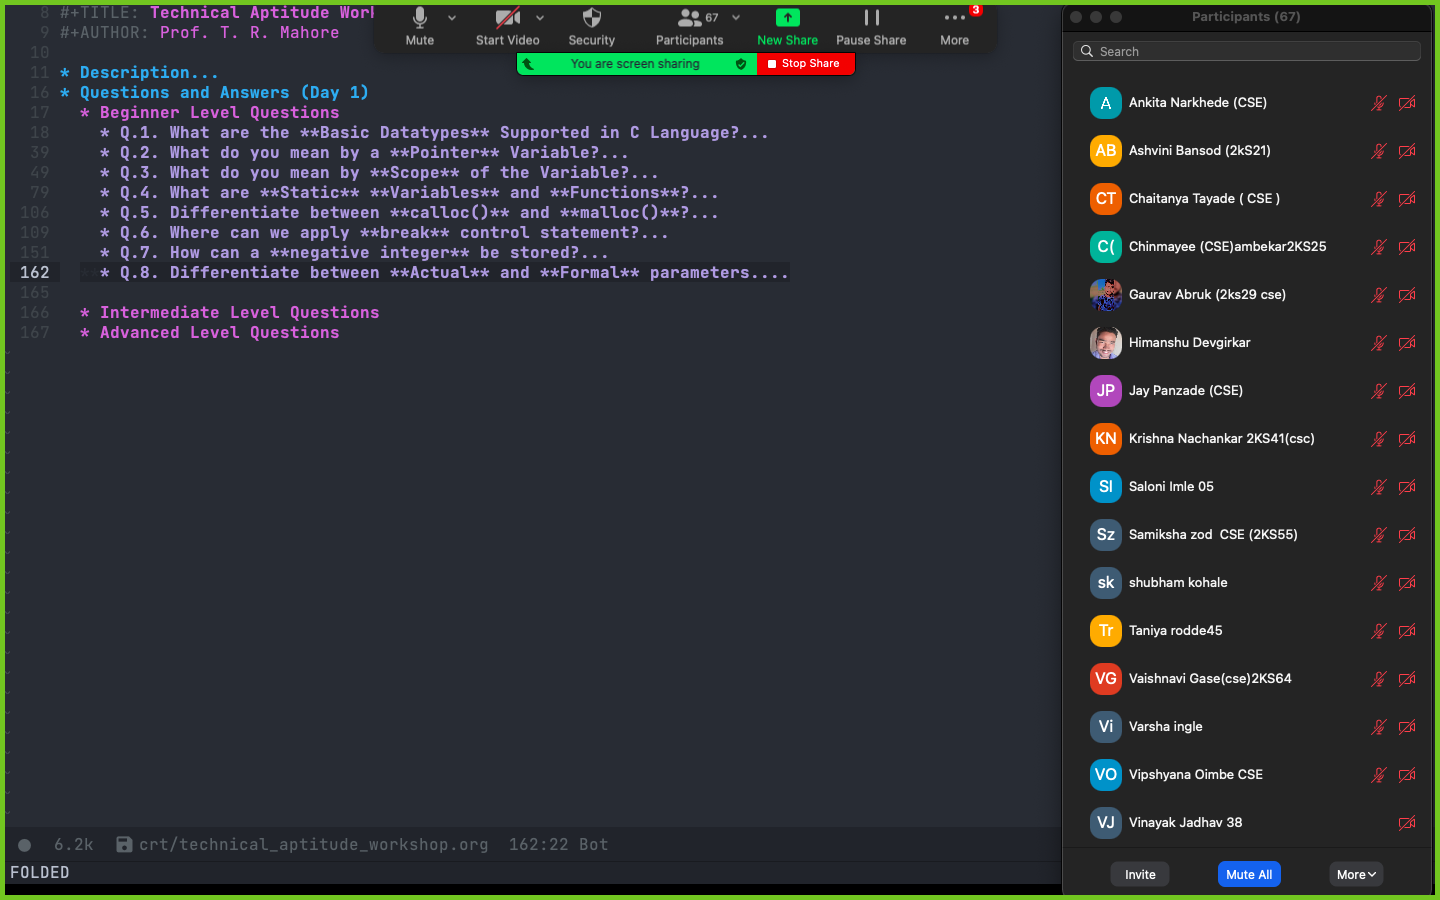 8 #+TITLE: Technical Aptitude Work
9 #+AUTHOR: Prof. T. R. Mahore
10
11 * Description...
16 * Questions and Answers (Day 1)
17 * Beginner Level Questions
18 * Q.1. What are the **Basic Datatypes** Supported in C Language?...
39 * Q.2. What do you mean by a **Pointer** Variable?...
49 * Q.3. What do you mean by **Scope** of the Variable?...
79 * Q.4. What are **Static** **Variables** and **Functions**?...
106 * Q.5. Differentiate between **calloc()** and **malloc()**?...
109 * Q.6. Where can we apply **break** control statement?...
151 * Q.7. How can a **negative integer** be stored?...
162 * Q.8. Differentiate between **Actual** and **Formal** parameters....
165
166 * Intermediate Level Questions
167 * Advanced Level Questions
6.2k crt/technical_aptitude_workshop.org 162:22 Bot
FOLDED
67 3
Mute Start Video Security Participants New Share Pause Share More
You are screen sharing Stop Share
Participants (67)
Search
A Ankita Narkhede (CSE)
AB Ashvini Bansod (2kS21)
CT Chaitanya Tayade ( CSE )
C( Chinmayee (CSE)ambekar2KS25
Gaurav Abruk (2ks29 cse)
Himanshu Devgirkar
JP Jay Panzade (CSE)
KN Krishna Nachankar 2KS41(csc)
SI Saloni Imle 05
Sz Samiksha zod CSE (2KS55)
sk shubham kohale
Tr Taniya rodde45
VG Vaishnavi Gase(cse)2KS64
Vi Varsha ingle
VO Vipshyana Oimbe CSE
VJ Vinayak Jadhav 38
Invite Mute All More